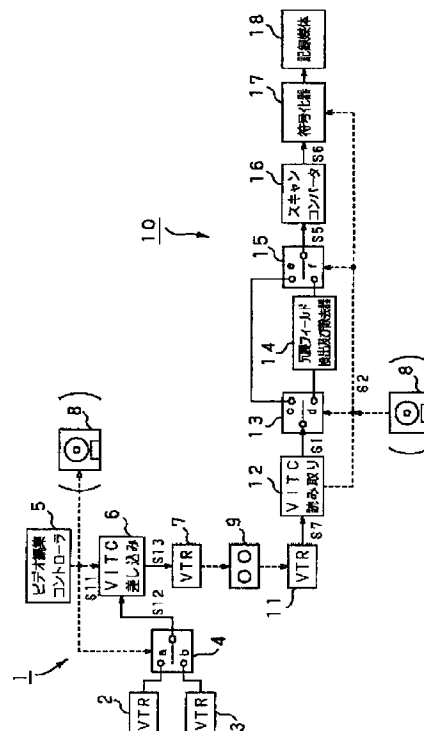 1
2
VTR
3
VTR
4
a
b
5
ビデオ編集
コントローラ
S11
6
VITC
差し込み
S12
S13
7
VTR
8
9
10
11
VTR
S7
12
VITC
読み取り
S1
S2
13
c
d
14
冗長フィールド
検出及び除去器
15
e
f
S5
16
スキャン
コンバータ
S6
17
符号化器
18
記録媒体
8